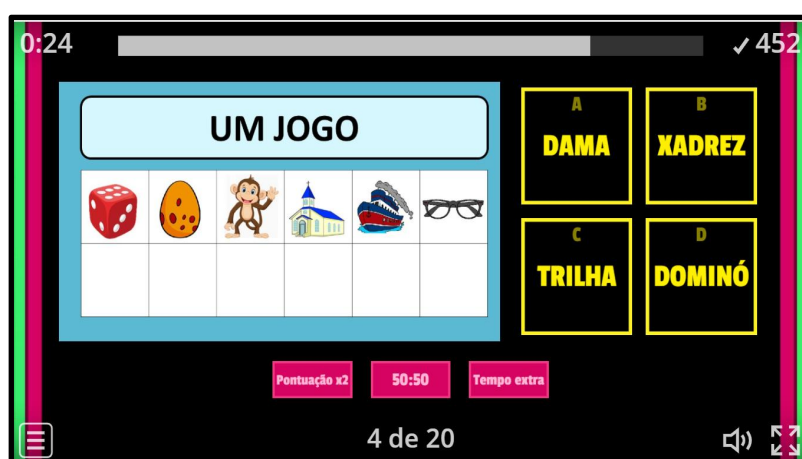 0:24
✓ 452
UM JOGO
A
DAMA
B
XADREZ
C
TRILHA
D
DOMINÓ
Pontuação x2
50:50
Tempo extra
4 de 20